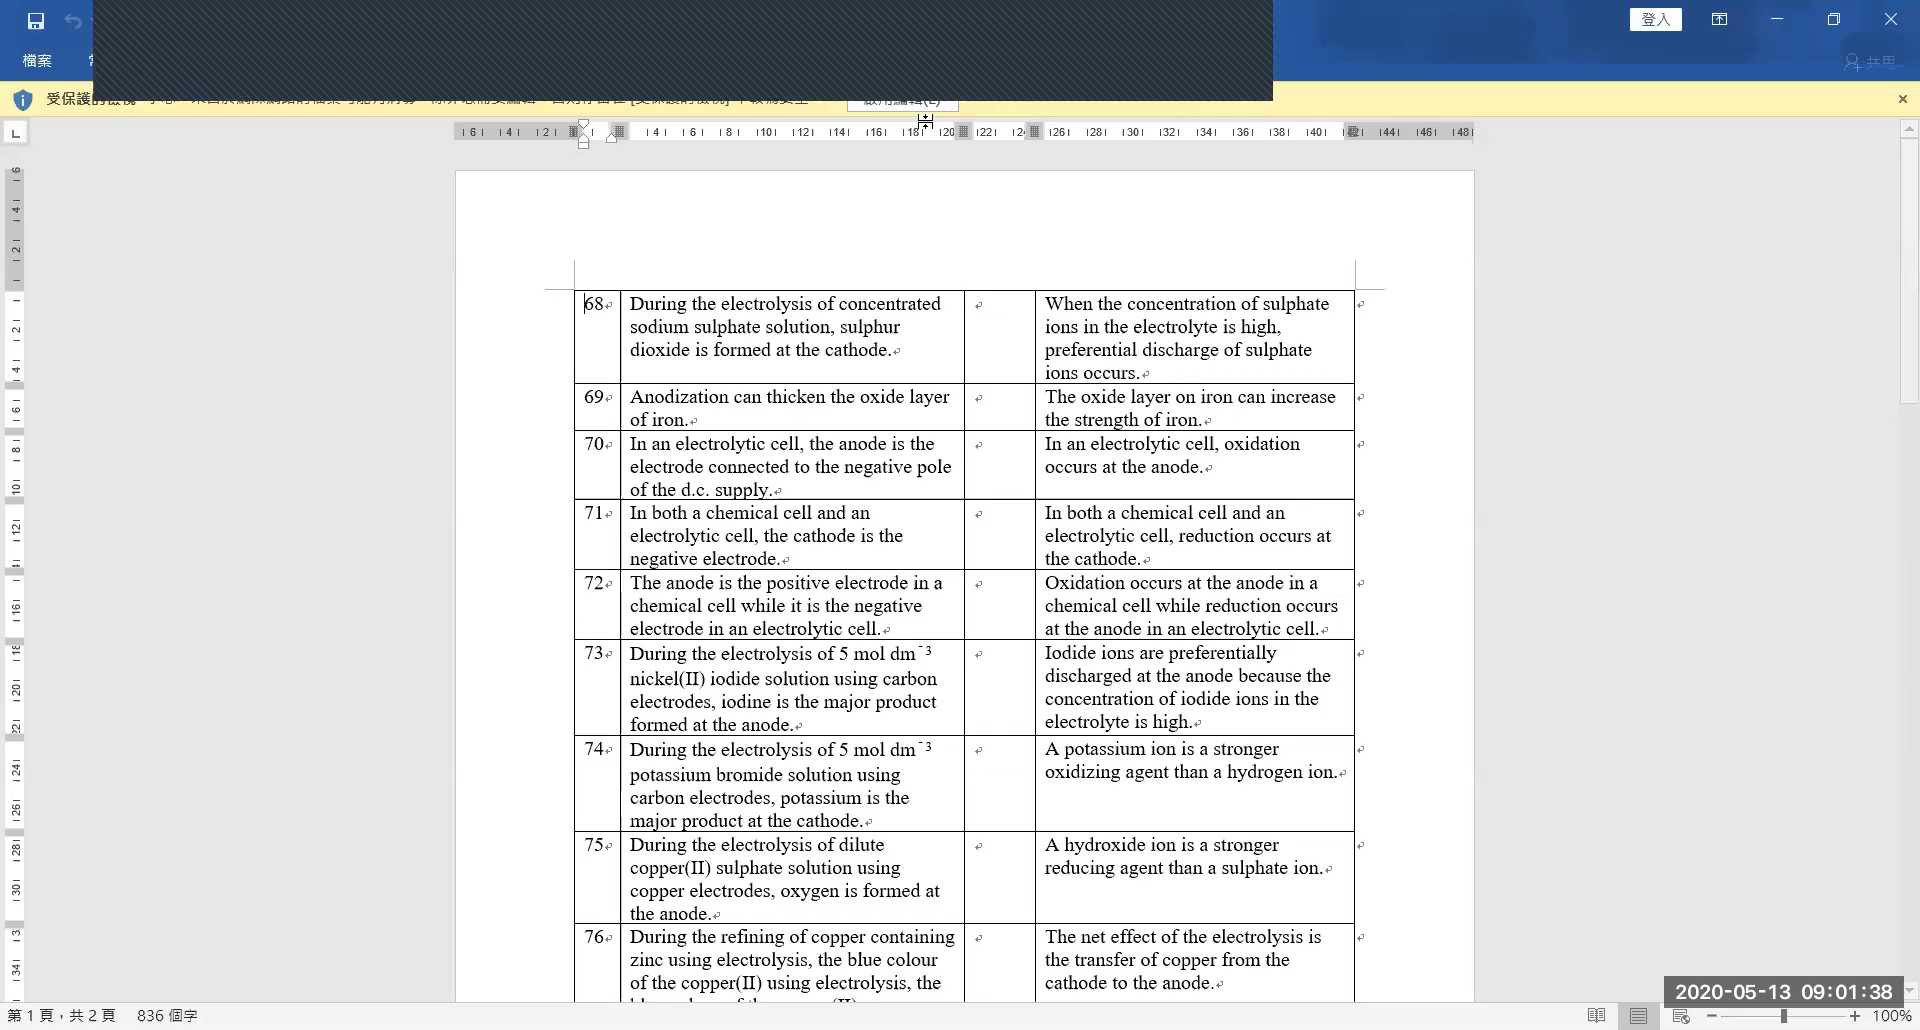 登入
檔案
共用
受保護的檢視
啟用編輯(E)
68 During the electrolysis of concentrated
sodium sulphate solution, sulphur
dioxide is formed at the cathode.
When the concentration of sulphate
ions in the electrolyte is high,
preferential discharge of sulphate
ions occurs.
69 Anodization can thicken the oxide layer
of iron.
The oxide layer on iron can increase
the strength of iron.
70 In an electrolytic cell, the anode is the
electrode connected to the negative pole
of the d.c. supply.
In an electrolytic cell, oxidation
occurs at the anode.
71 In both a chemical cell and an
electrolytic cell, the cathode is the
negative electrode.
In both a chemical cell and an
electrolytic cell, reduction occurs at
the cathode.
72 The anode is the positive electrode in a
chemical cell while it is the negative
electrode in an electrolytic cell.
Oxidation occurs at the anode in a
chemical cell while reduction occurs
at the anode in an electrolytic cell.
73 During the electrolysis of 5 mol dm⁻³
nickel(II) iodide solution using carbon
electrodes, iodine is the major product
formed at the anode.
Iodide ions are preferentially
discharged at the anode because the
concentration of iodide ions in the
electrolyte is high.
74 During the electrolysis of 5 mol dm⁻³
potassium bromide solution using
carbon electrodes, potassium is the
major product at the cathode.
A potassium ion is a stronger
oxidizing agent than a hydrogen ion.
75 During the electrolysis of dilute
copper(II) sulphate solution using
copper electrodes, oxygen is formed at
the anode.
A hydroxide ion is a stronger
reducing agent than a sulphate ion.
76 During the refining of copper containing
zinc using electrolysis, the blue colour
of the copper(II) using electrolysis, the
The net effect of the electrolysis is
the transfer of copper from the
cathode to the anode.
2020-05-13 09:01:38
第 1 頁，共 2 頁 836 個字
100%